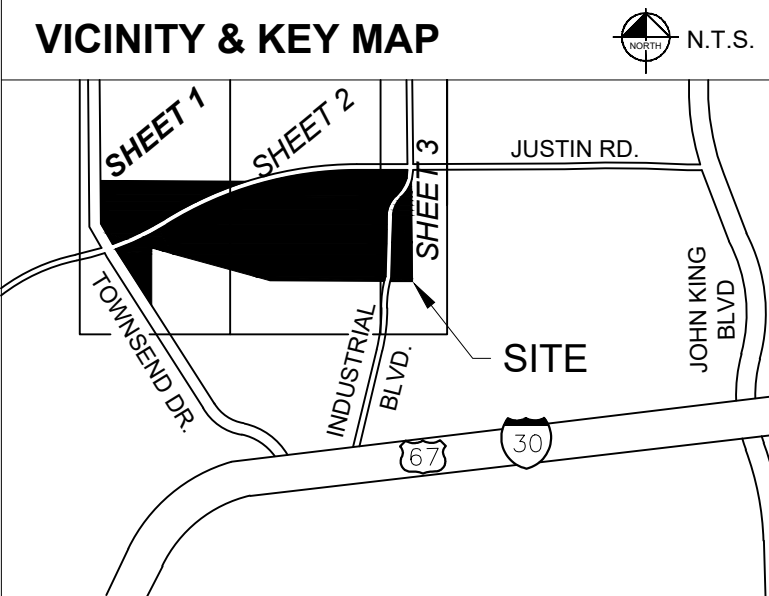 VICINITY & KEY MAP
NORTH
N.T.S.
SHEET 1
SHEET 2
SHEET 3
JUSTIN RD.
TOWNSEND DR.
INDUSTRIAL
BLVD.
JOHN KING
BLVD
SITE
67
30